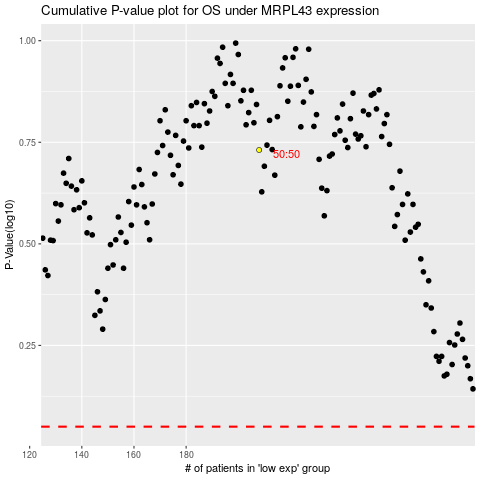 Cumulative P-value plot for OS under MRPL43 expression
1.00
0.75
0.50
0.25
P-Value(log10)
50:50
120 140 160 180
# of patients in 'low exp' group